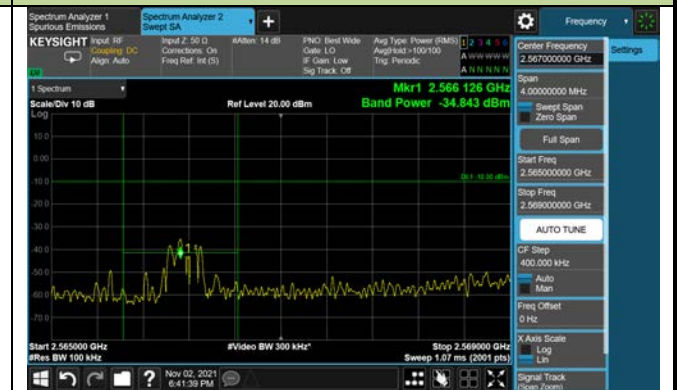 Spectrum Analyzer 1
Spurious Emissions
Spectrum Analyzer 2
Swept SA
Frequency
KEYSIGHT
Input: RF
Coupling: DC
Align: Auto
Input Z: 50 Ω
Corrections: On
Freq Ref: Int (S)
#Atten: 14 dB
PNO: Best Wide
Gate: LO
IF Gain: Low
Sig Track: Off
Avg Type: Power (RMS)
Avg|Hold:>100/100
Trig: Periodic
1 2 3 4 5 6
A W W W W W
A N N N N N
Center Frequency
2.567000000 GHz
Settings
Span
4.00000000 MHz
Swept Span
Zero Span
Full Span
Start Freq
2.565000000 GHz
Stop Freq
2.569000000 GHz
AUTO TUNE
CF Step
400.000 kHz
Auto
Man
Freq Offset
0 Hz
X Axis Scale
Log
Lin
Signal Track
(Span Zoom)
1 Spectrum
Scale/Div 10 dB
Log
Ref Level 20.00 dBm
Mkr1 2.566 126 GHz
Band Power -34.843 dBm
10.0
0.00
-10.0
-20.0
-30.0
-40.0
-50.0
-60.0
-70.0
DL1 -10.00 dBm
1
Start 2.565000 GHz
#Res BW 100 kHz
#Video BW 300 kHz*
Stop 2.569000 GHz
Sweep 1.07 ms (2001 pts)
Nov 02, 2021
6:41:39 PM